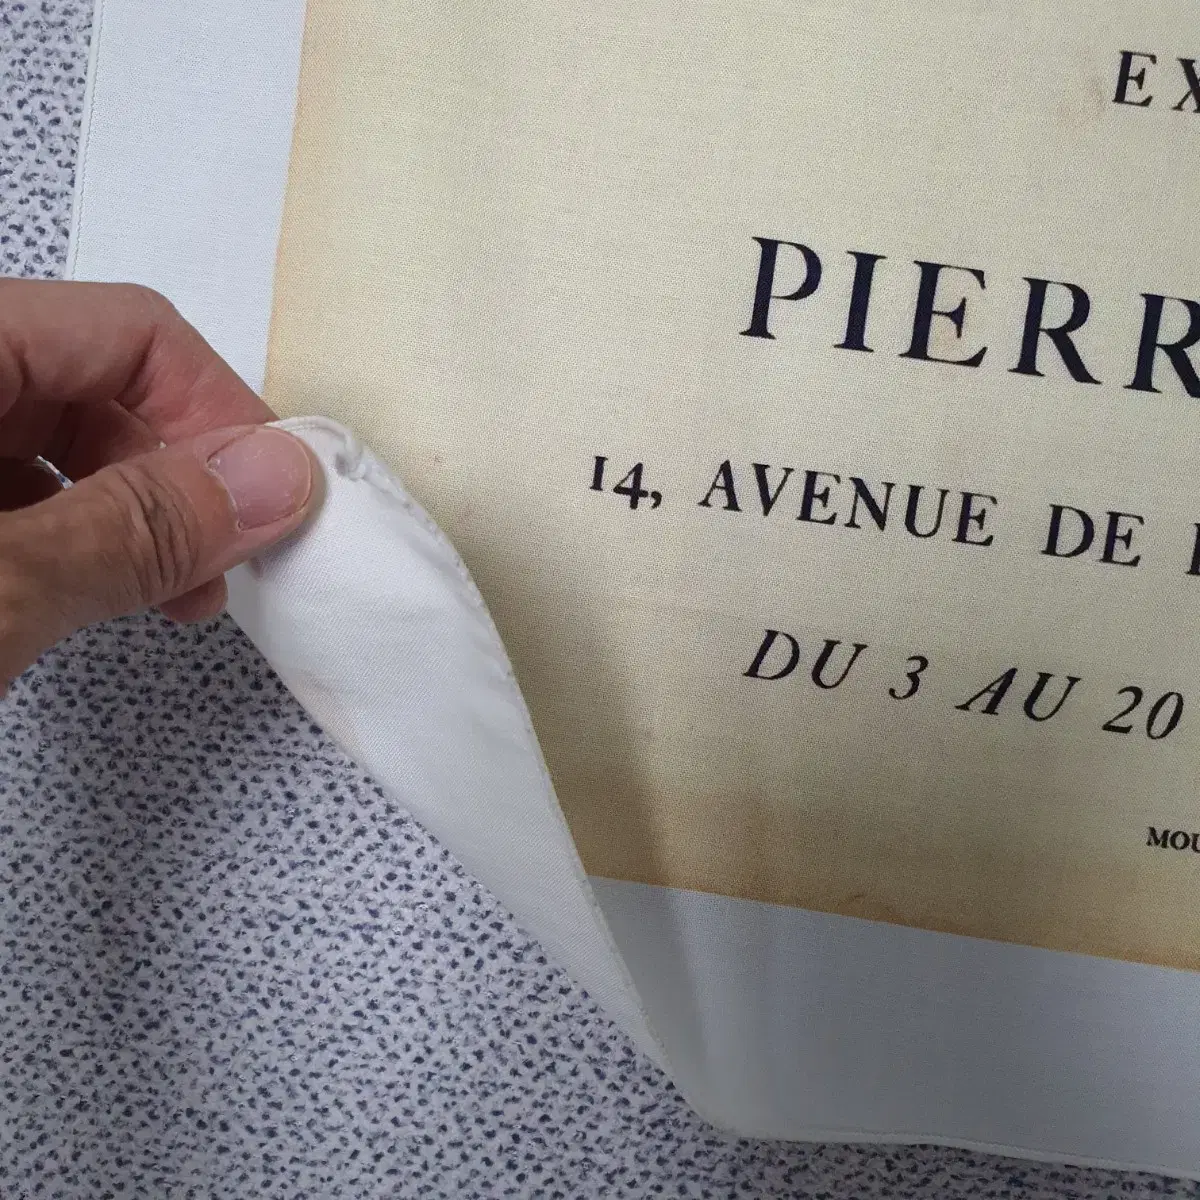 EX
PIERR
14, AVENUE DE
DU 3 AU 20
MOU